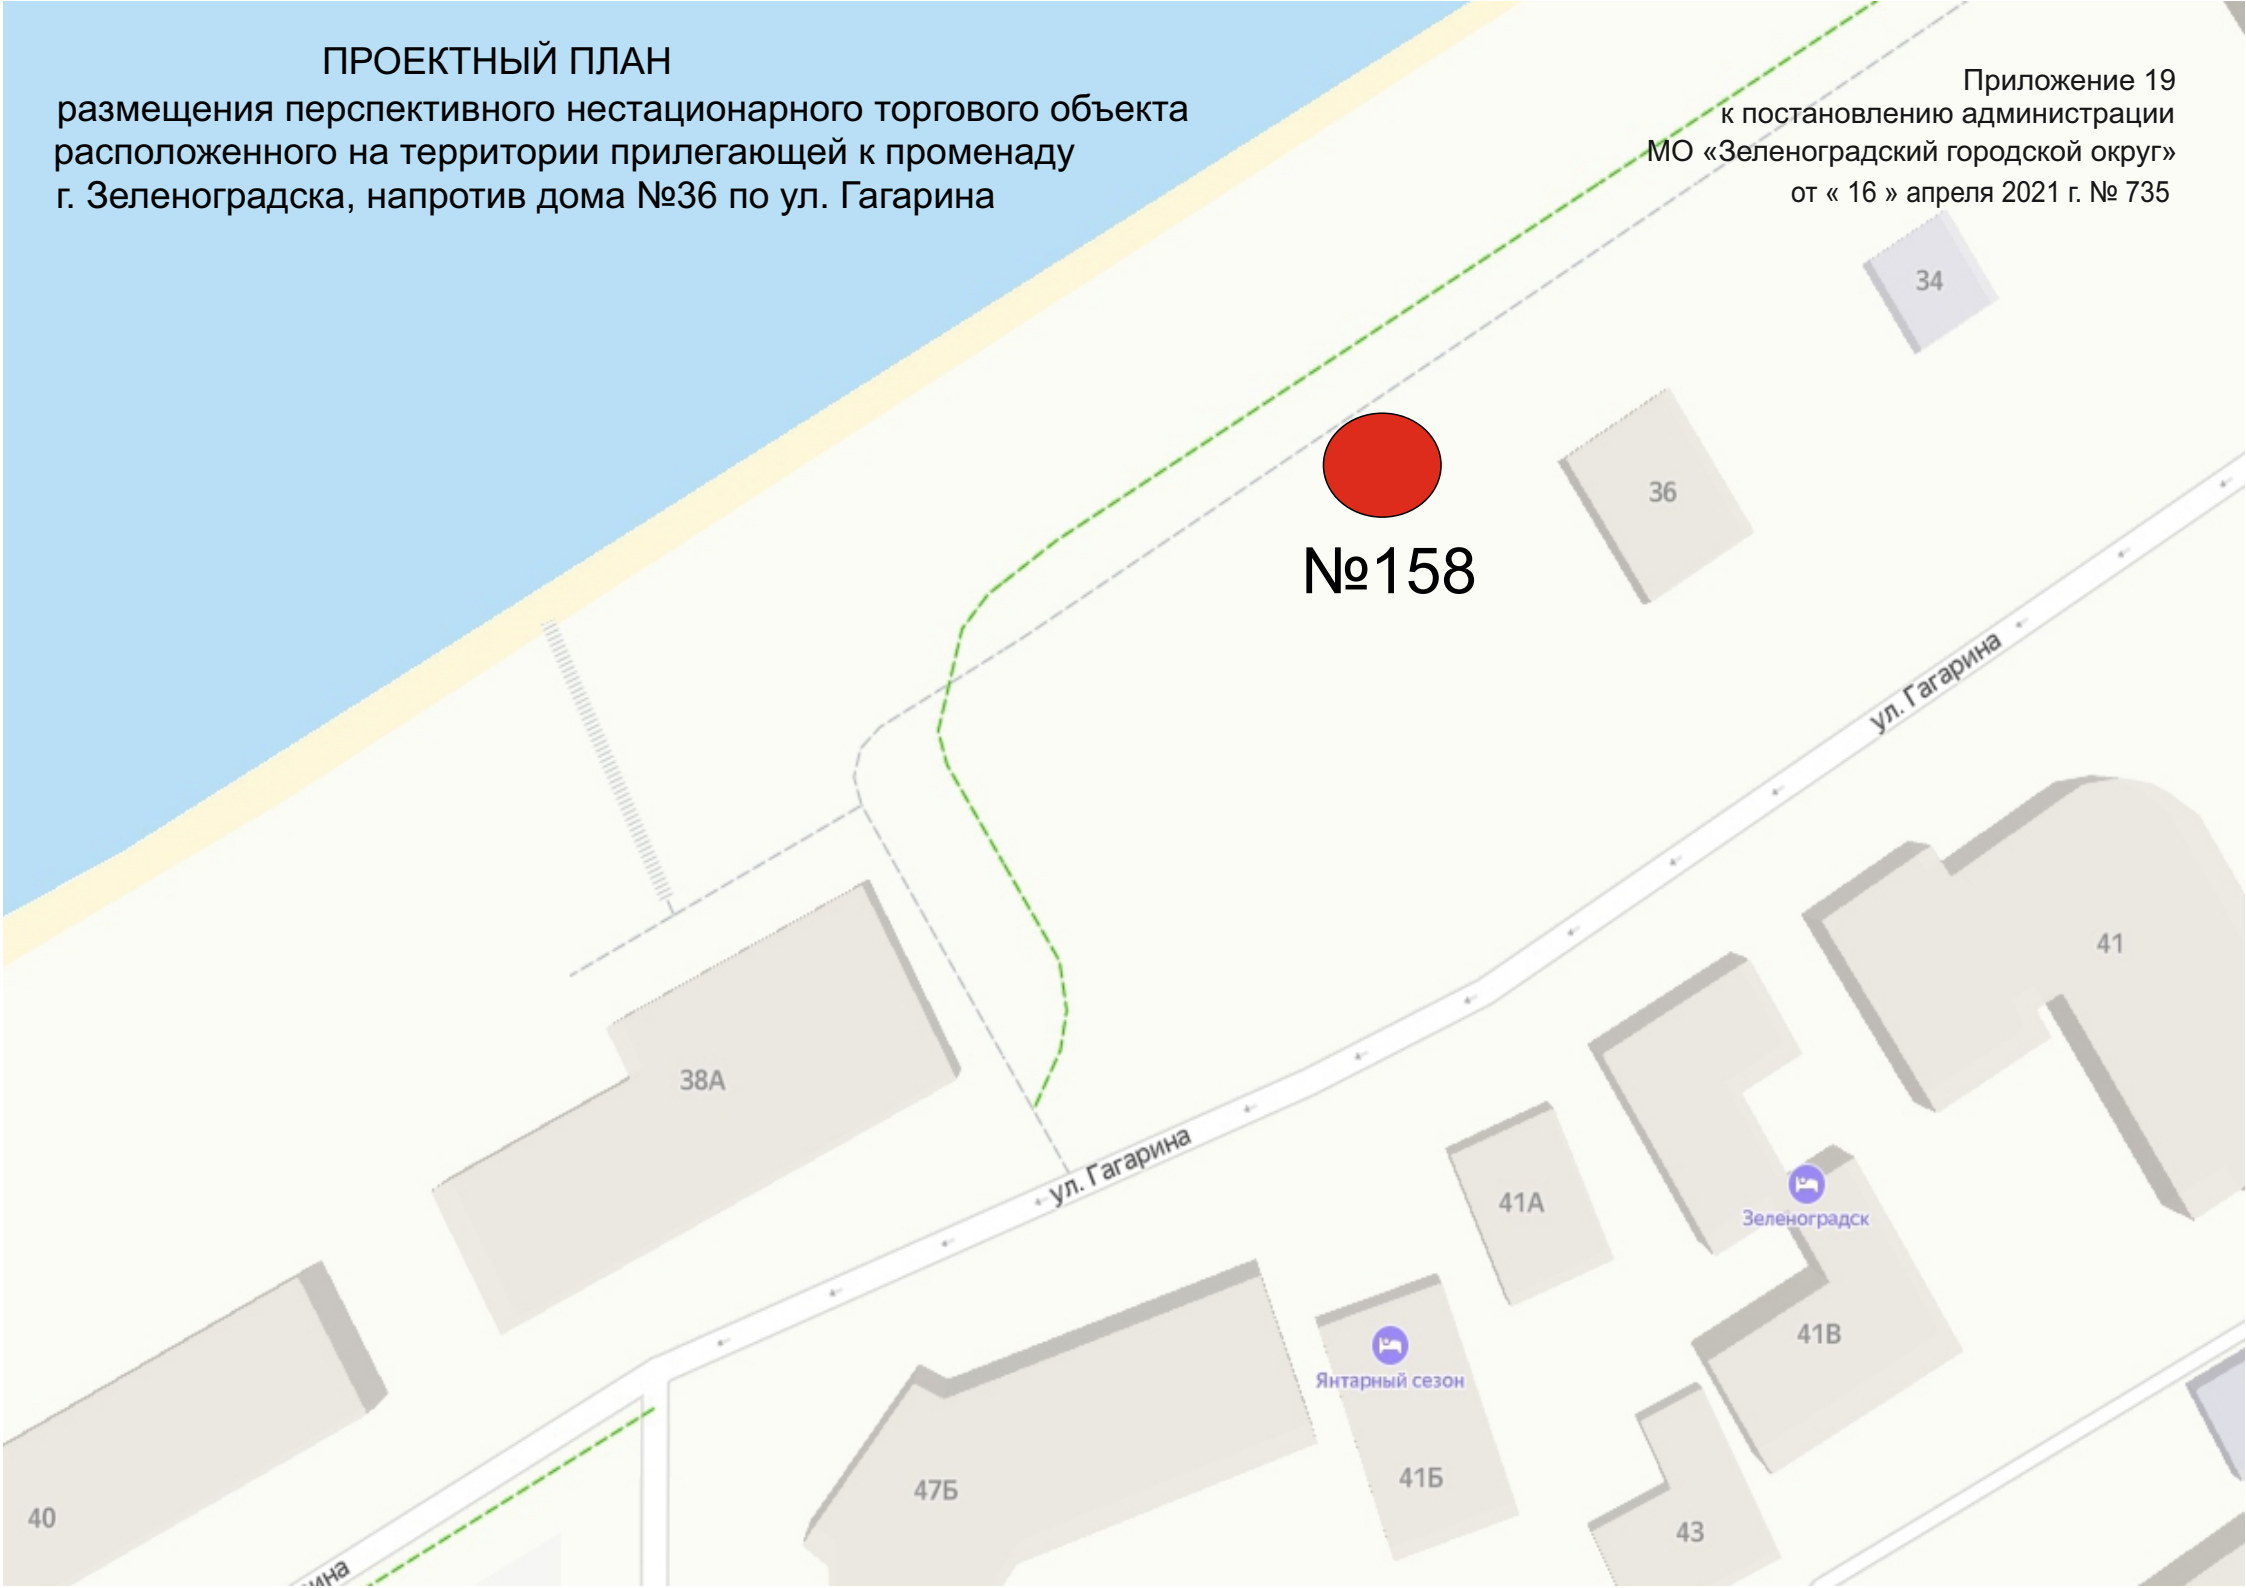 ПРОЕКТНЫЙ ПЛАН
размещения перспективного нестационарного торгового объекта
расположенного на территории прилегающей к променаду
г. Зеленоградска, напротив дома №36 по ул. Гагарина
Приложение 19
к постановлению администрации
МО «Зеленоградский городской округ»
от « 16 » апреля 2021 г. № 735
34
36
№158
ул. Гагарина
41
38А
ул. Гагарина
41А
Зеленоградск
41В
Янтарный сезон
41Б
47Б
43
40
ина